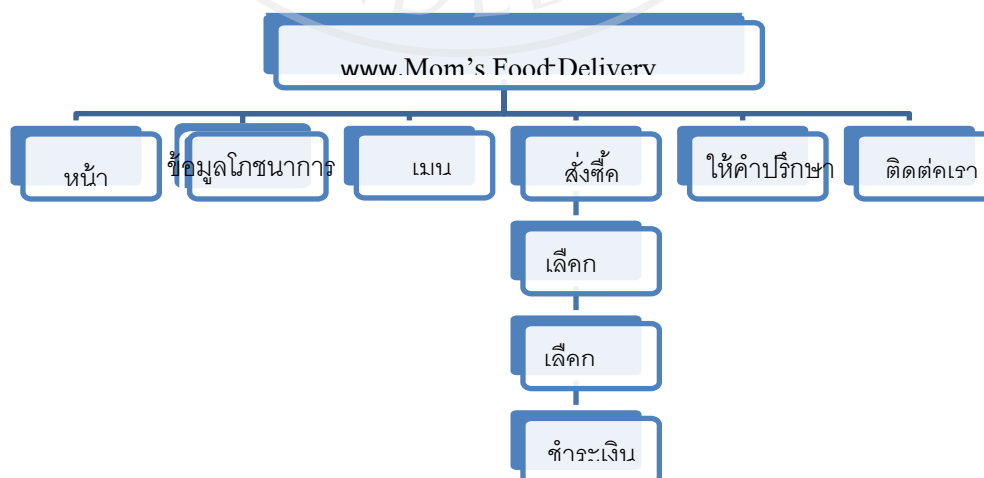 www.Mom's Food Delivery
หน้า
ข้อมูลโภชนาการ
เมนู
สั่งซื้อ
ให้คำปรึกษา
ติดต่อเรา
เลือก
เลือก
ชำระเงิน